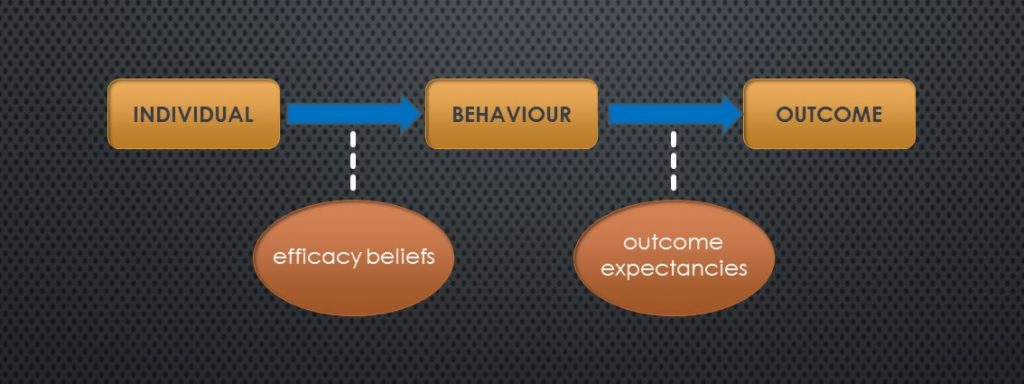 INDIVIDUAL
BEHAVIOUR
OUTCOME
efficacy beliefs
outcome
expectancies